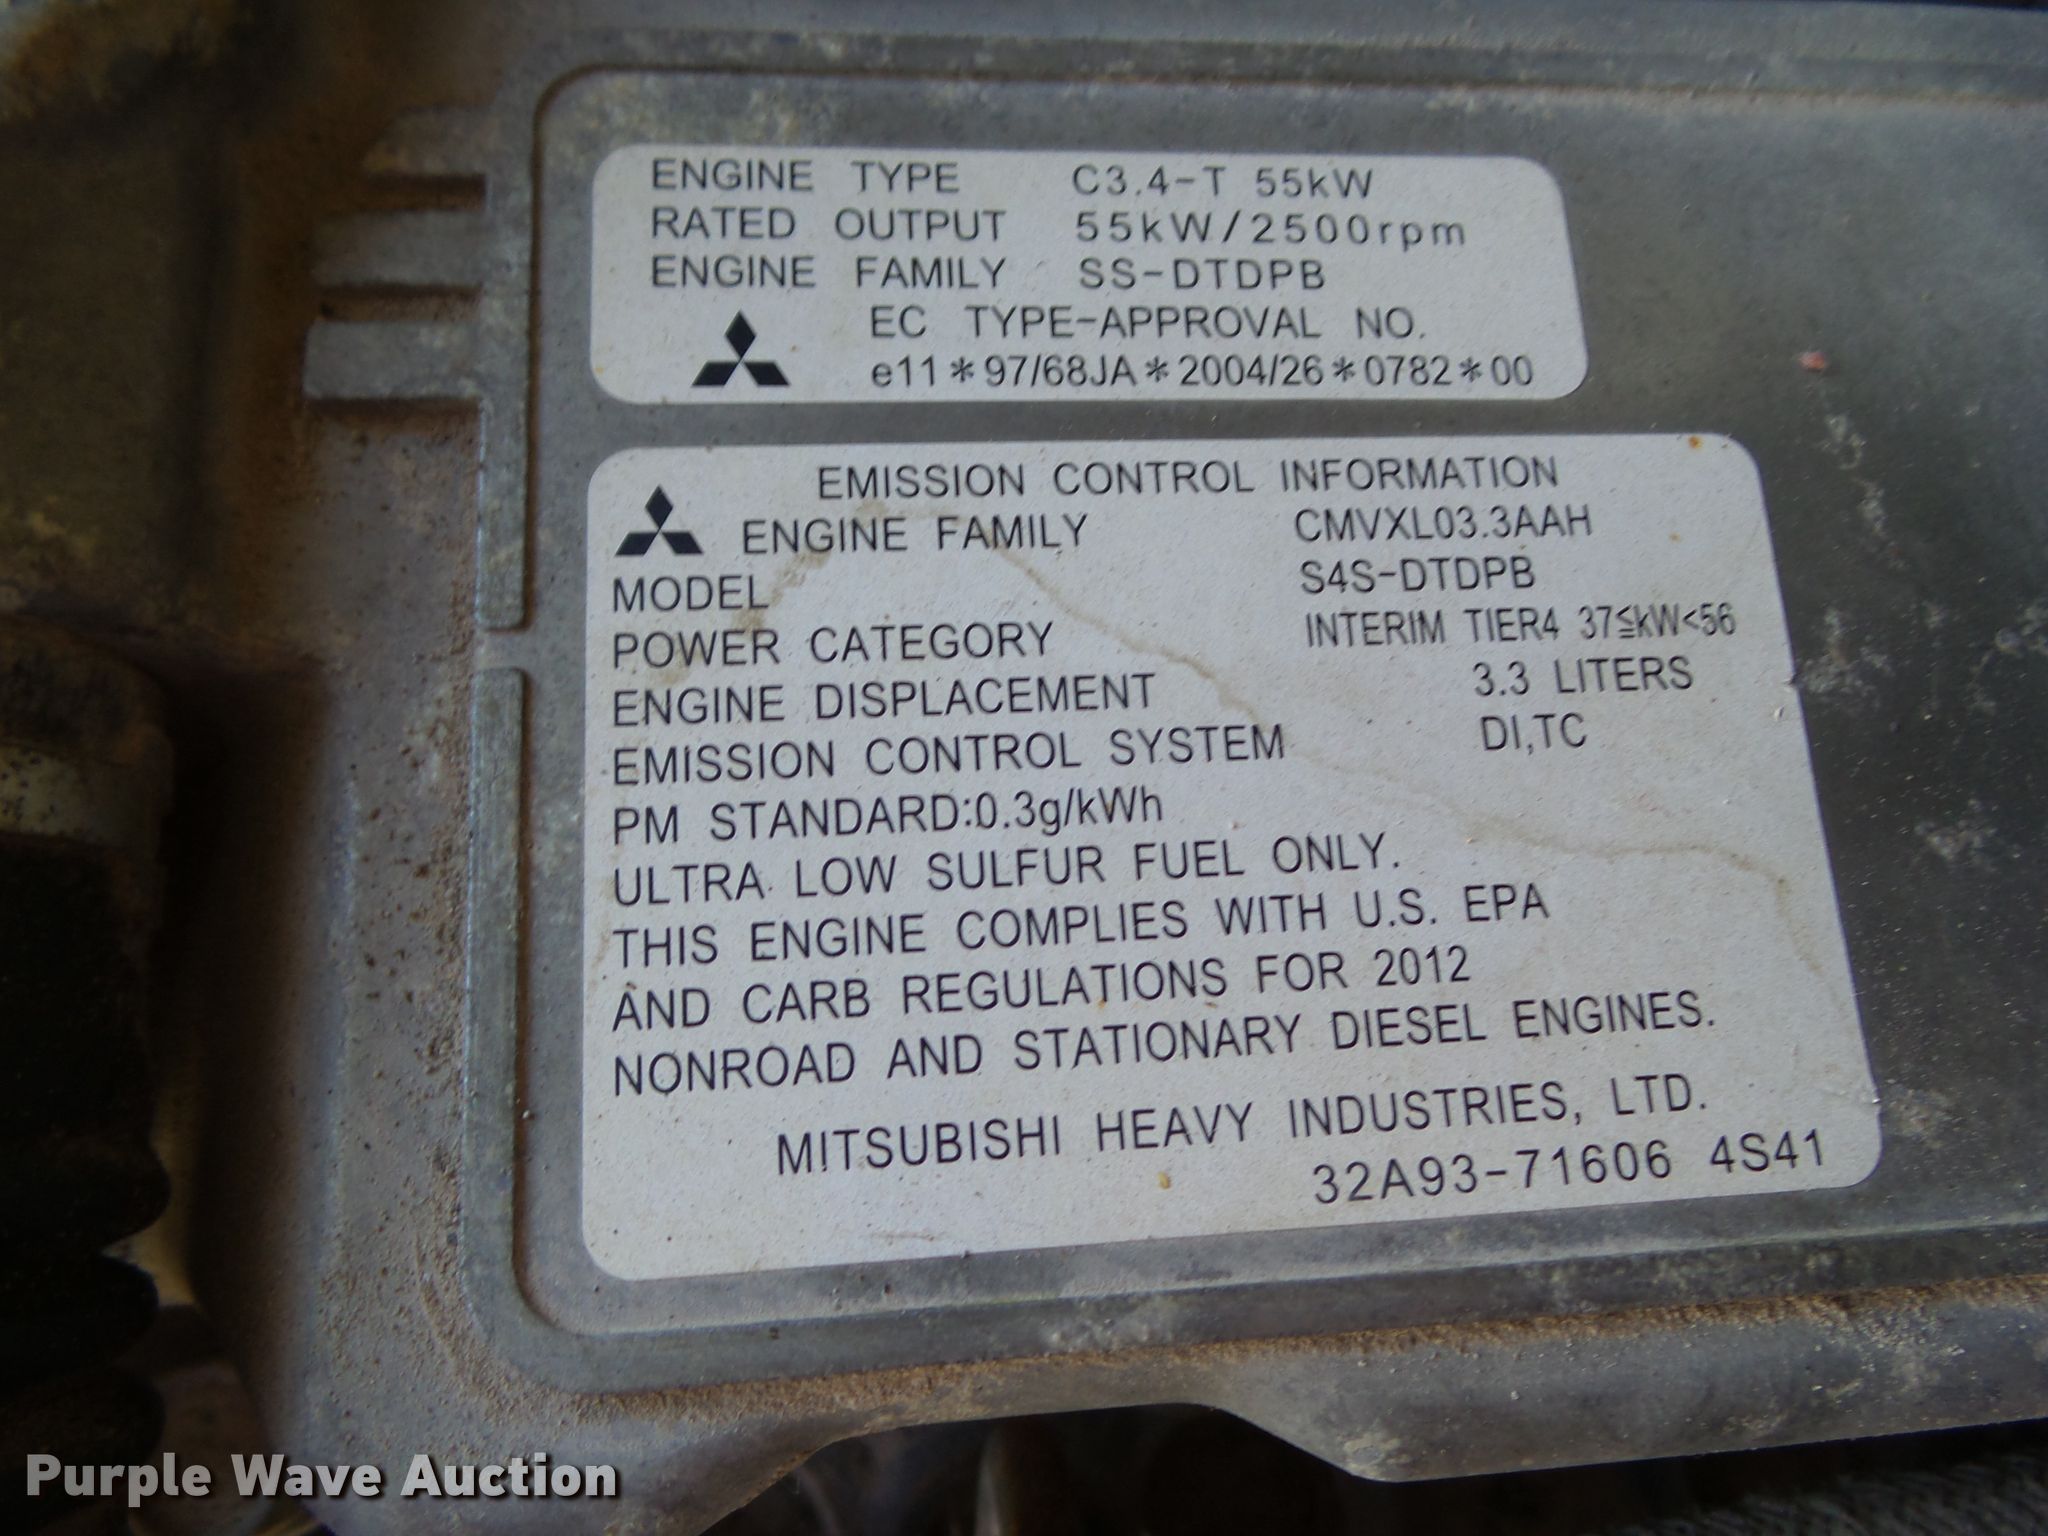 ENGINE TYPE C3.4-T 55kW
RATED OUTPUT 55kW/2500rpm
ENGINE FAMILY SS-DTDPB
EC TYPE-APPROVAL NO.
e11*97/68JA*2004/26*0782*00
EMISSION CONTROL INFORMATION
ENGINE FAMILY CMVXL03.3AAH
MODEL S4S-DTDPB
POWER CATEGORY INTERIM TIER4 37≦kW<56
ENGINE DISPLACEMENT 3.3 LITERS
EMISSION CONTROL SYSTEM DI,TC
PM STANDARD:0.3g/kWh
ULTRA LOW SULFUR FUEL ONLY.
THIS ENGINE COMPLIES WITH U.S. EPA
AND CARB REGULATIONS FOR 2012
NONROAD AND STATIONARY DIESEL ENGINES.
MITSUBISHI HEAVY INDUSTRIES, LTD.
32A93-71606 4S41
Purple Wave Auction